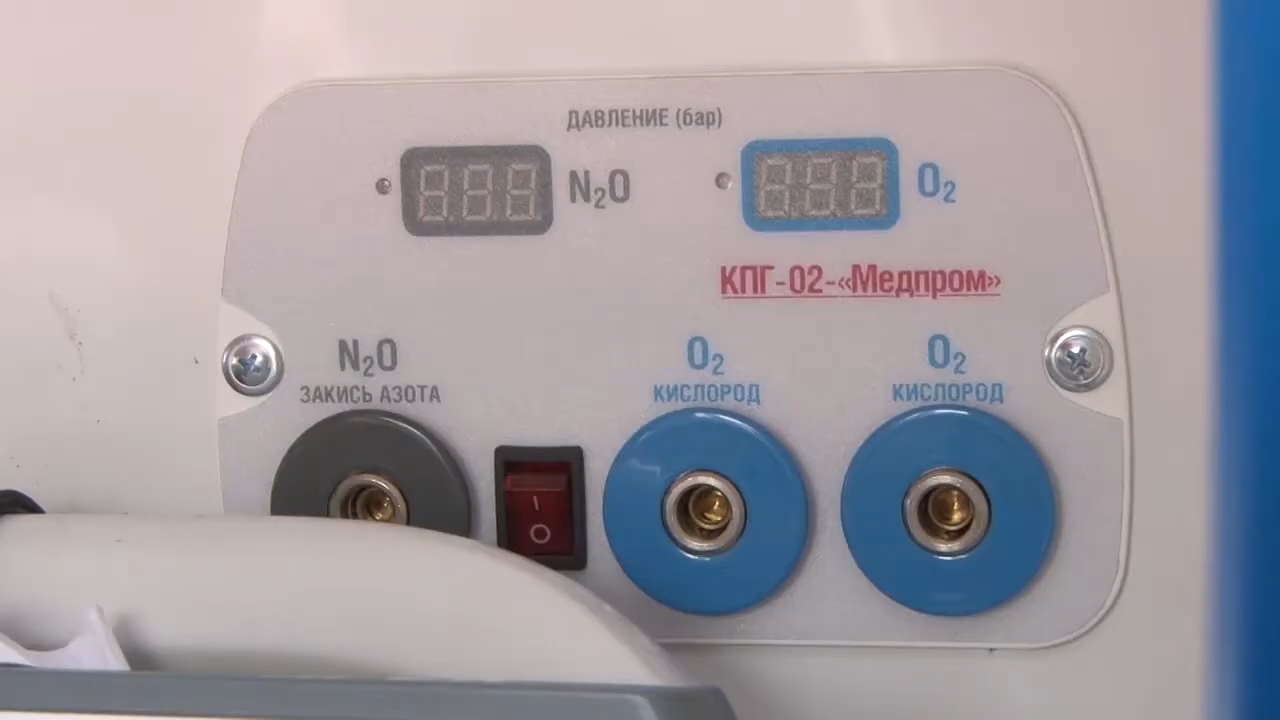 ДАВЛЕНИЕ (бар)
N₂O
O₂
КПГ-02-«Медпром»
N₂O
ЗАКИСЬ АЗОТА
O₂
КИСЛОРОД
O₂
КИСЛОРОД
I
O